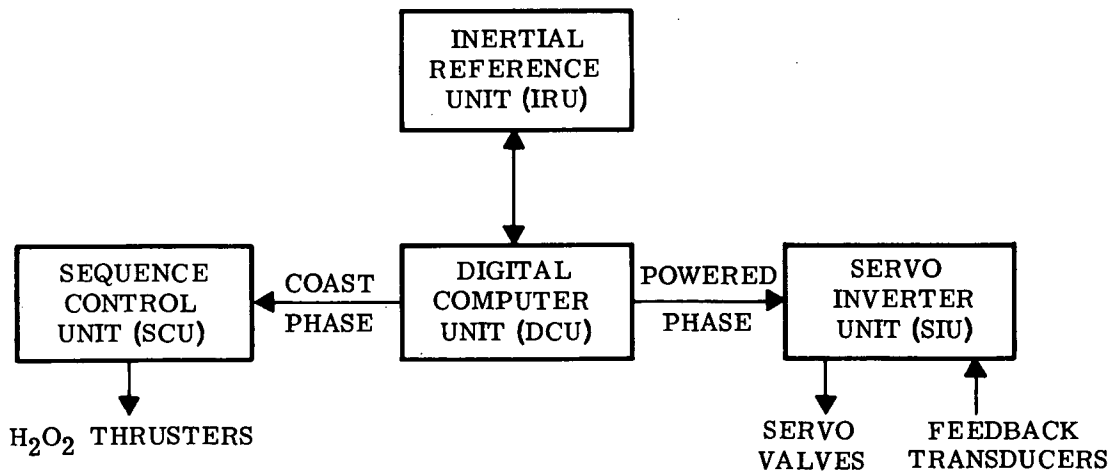 INERTIAL
REFERENCE
UNIT (IRU)
SEQUENCE
CONTROL
UNIT (SCU)
COAST
PHASE
DIGITAL
COMPUTER
UNIT (DCU)
POWERED
PHASE
SERVO
INVERTER
UNIT (SIU)
H₂O₂ THRUSTERS
SERVO
VALVES
FEEDBACK
TRANSDUCERS